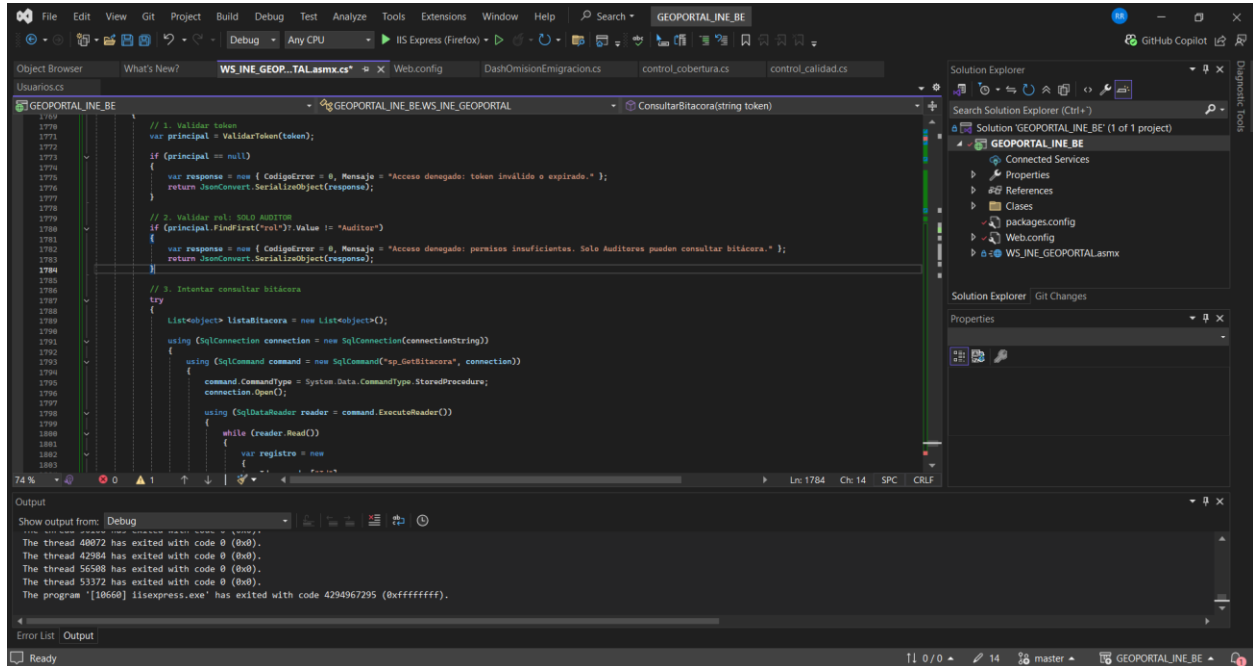 File Edit View Git Project Build Debug Test Analyze Tools Extensions Window Help Search GEOPORTAL_INE_BE RR
Debug Any CPU IIS Express (Firefox) GitHub Copilot
Object Browser What's New? WS_INE_GEOP...TAL.asmx.cs* Web.config DashOmisionEmigracion.cs control_cobertura.cs control_calidad.cs
Usuarios.cs
GEOPORTAL_INE_BE GEOPORTAL_INE_BE.WS_INE_GEOPORTAL ConsultarBitacora(string token)
1769 {
1770 // 1. Validar token
1771 var principal = ValidarToken(token);
1772
1773 if (principal == null)
1774 {
1775 var response = new { CodigoError = 0, Mensaje = "Acceso denegado: token inválido o expirado." };
1776 return JsonConvert.SerializeObject(response);
1777 }
1778
1779 // 2. Validar rol: SOLO AUDITOR
1780 if (principal.FindFirst("rol")?.Value != "Auditor")
1781 {
1782 var response = new { CodigoError = 0, Mensaje = "Acceso denegado: permisos insuficientes. Solo Auditores pueden consultar bitácora." };
1783 return JsonConvert.SerializeObject(response);
1784 }
1785
1786 // 3. Intentar consultar bitácora
1787 try
1788 {
1789 List<object> listaBitacora = new List<object>();
1790
1791 using (SqlConnection connection = new SqlConnection(connectionString))
1792 {
1793 using (SqlCommand command = new SqlCommand("sp_GetBitacora", connection))
1794 {
1795 command.CommandType = System.Data.CommandType.StoredProcedure;
1796 connection.Open();
1797
1798 using (SqlDataReader reader = command.ExecuteReader())
1799 {
1800 while (reader.Read())
1801 {
1802 var registro = new
1803 {
74 % 0 1 Ln: 1784 Ch: 14 SPC CRLF
Solution Explorer
Search Solution Explorer (Ctrl+¨)
Solution 'GEOPORTAL_INE_BE' (1 of 1 project)
GEOPORTAL_INE_BE
Connected Services
Properties
References
Clases
packages.config
Web.config
WS_INE_GEOPORTAL.asmx
Solution Explorer Git Changes
Properties
Diagnostic Tools
Output
Show output from: Debug
The thread 40072 has exited with code 0 (0x0).
The thread 42984 has exited with code 0 (0x0).
The thread 56508 has exited with code 0 (0x0).
The thread 53372 has exited with code 0 (0x0).
The program '[10660] iisexpress.exe' has exited with code 4294967295 (0xffffffff).
Error List Output
Ready 0 / 0 14 master GEOPORTAL_INE_BE